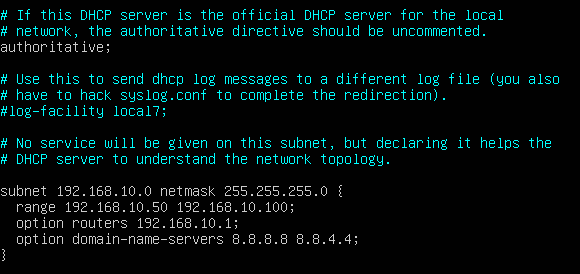 # If this DHCP server is the official DHCP server for the local
# network, the authoritative directive should be uncommented.
authoritative;
# Use this to send dhcp log messages to a different log file (you also
# have to hack syslog.conf to complete the redirection).
#log-facility local7;
# No service will be given on this subnet, but declaring it helps the
# DHCP server to understand the network topology.
subnet 192.168.10.0 netmask 255.255.255.0 {
  range 192.168.10.50 192.168.10.100;
  option routers 192.168.10.1;
  option domain-name-servers 8.8.8.8 8.8.4.4;
}